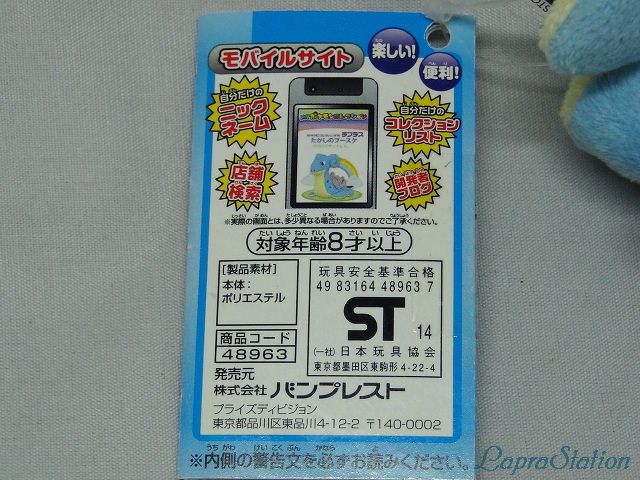 モバイルサイト
楽しい!
便利!
自分だけの
ニック
ネーム
自分だけの
コレクション
リスト
ラプラス
店舗
検索
開発者
ブログ
※実際の画面とは、多少異なる場合がありますのでご了承ください。
対象年齢8才以上
[製品素材]
本体:
ポリエステル
商品コード
48963
玩具安全基準合格
49 83164 48963 7
ST 14
(一社)日本玩具協会
東京都墨田区東駒形4-22-4
発売元
株式会社 バンプレスト
プライズディビジョン
東京都品川区東品川4-12-2 〒140-0002
※内側の警告文を必ずお読みください。
LapraStation